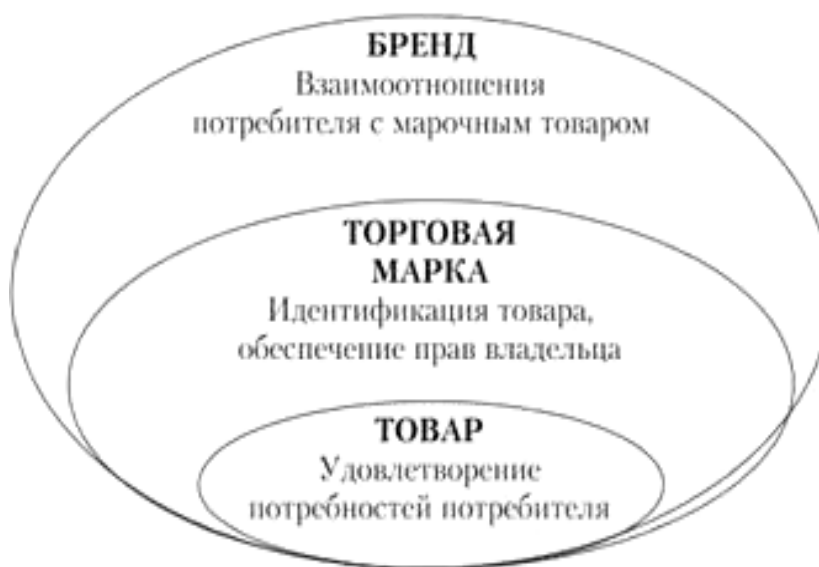 БРЕНД
Взаимоотношения
потребителя с марочным товаром
ТОРГОВАЯ
МАРКА
Идентификация товара,
обеспечение прав владельца
ТОВАР
Удовлетворение
потребностей потребителя